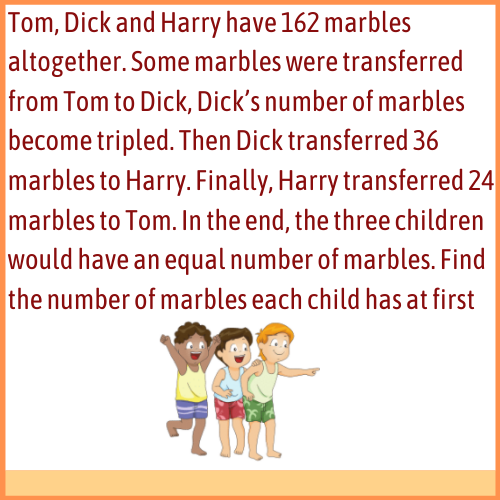 Tom, Dick and Harry have 162 marbles
altogether. Some marbles were transferred
from Tom to Dick, Dick’s number of marbles
become tripled. Then Dick transferred 36
marbles to Harry. Finally, Harry transferred 24
marbles to Tom. In the end, the three children
would have an equal number of marbles. Find
the number of marbles each child has at first